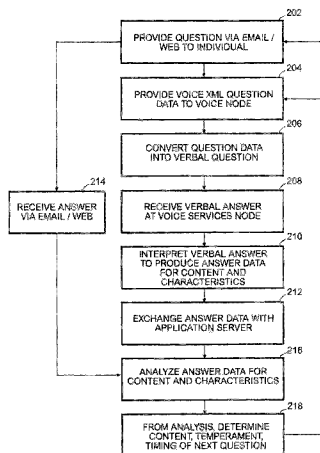 202
PROVIDE QUESTION VIA EMAIL /
WEB TO INDIVIDUAL
204
PROVIDE VOICE XML QUESTION
DATA TO VOICE NODE
206
CONVERT QUESTION DATA
INTO VERBAL QUESTION
208
214
RECEIVE ANSWER
VIA EMAIL / WEB
RECEIVE VERBAL ANSWER
AT VOICE SERVICES NODE
210
INTERPRET VERBAL ANSWER
TO PRODUCE ANSWER DATA
FOR CONTENT AND
CHARACTERISTICS
212
EXCHANGE ANSWER DATA WITH
APPLICATION SERVER
216
ANALYZE ANSWER DATA FOR
CONTENT AND CHARACTERISTICS
218
FROM ANALYSIS, DETERMINE
CONTENT, TEMPERAMENT,
TIMING OF NEXT QUESTION